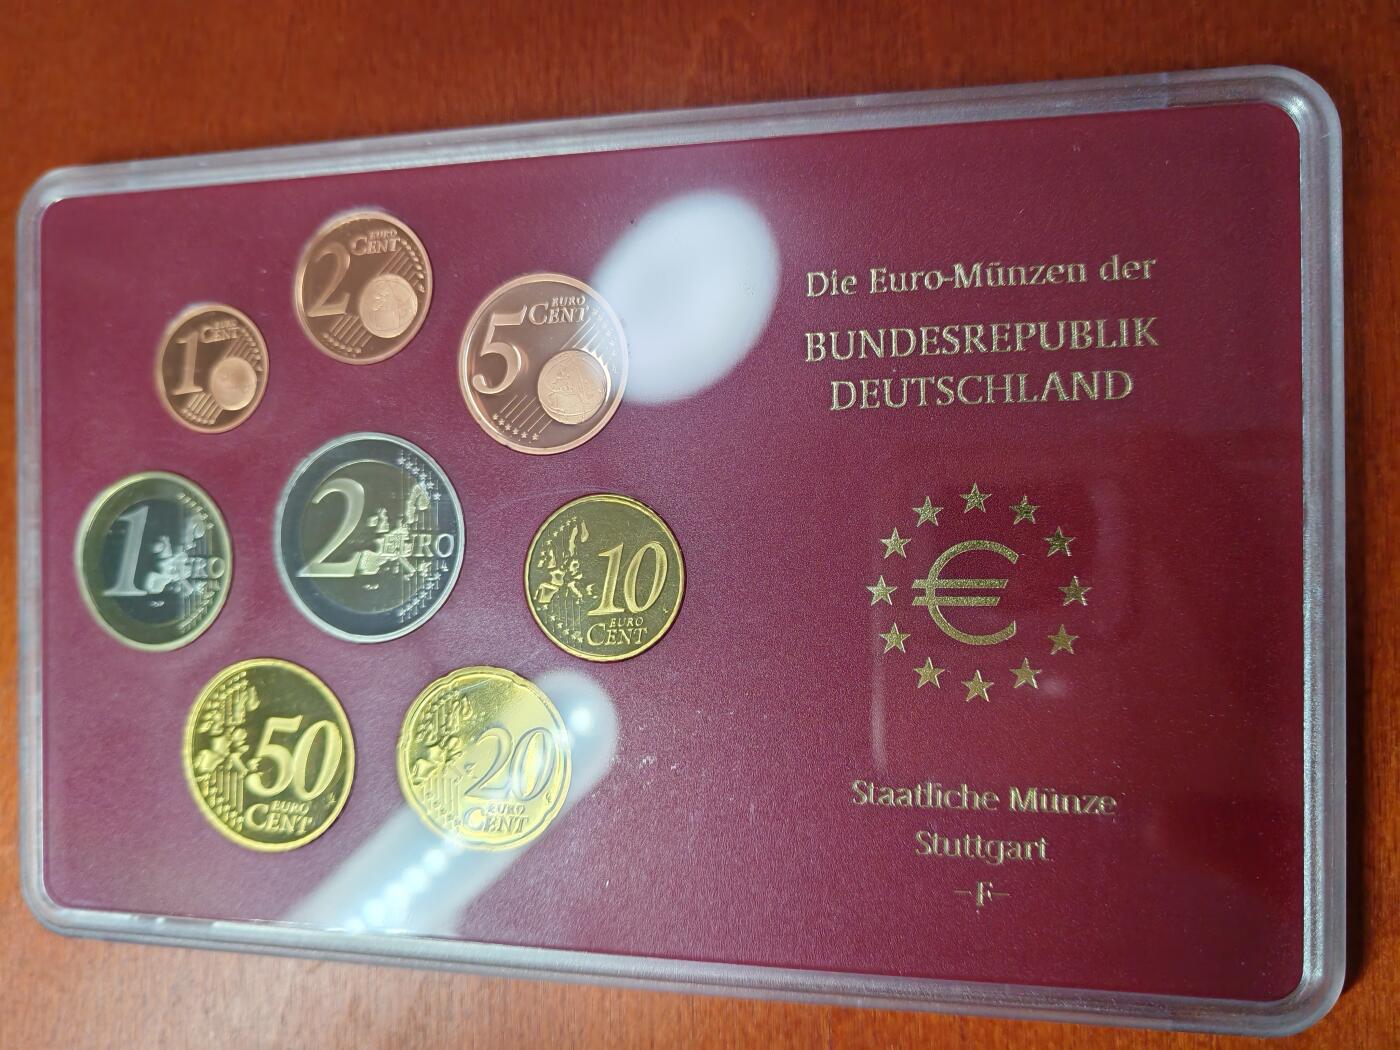 Die Euro-Münzen der
BUNDESREPUBLIK
DEUTSCHLAND
€
Staatliche Münze
Stuttgart
-F-
2 EURO CENT
1 EURO CENT
5 EURO CENT
1 EURO
2 EURO
10 EURO CENT
50 EURO CENT
20 EURO CENT